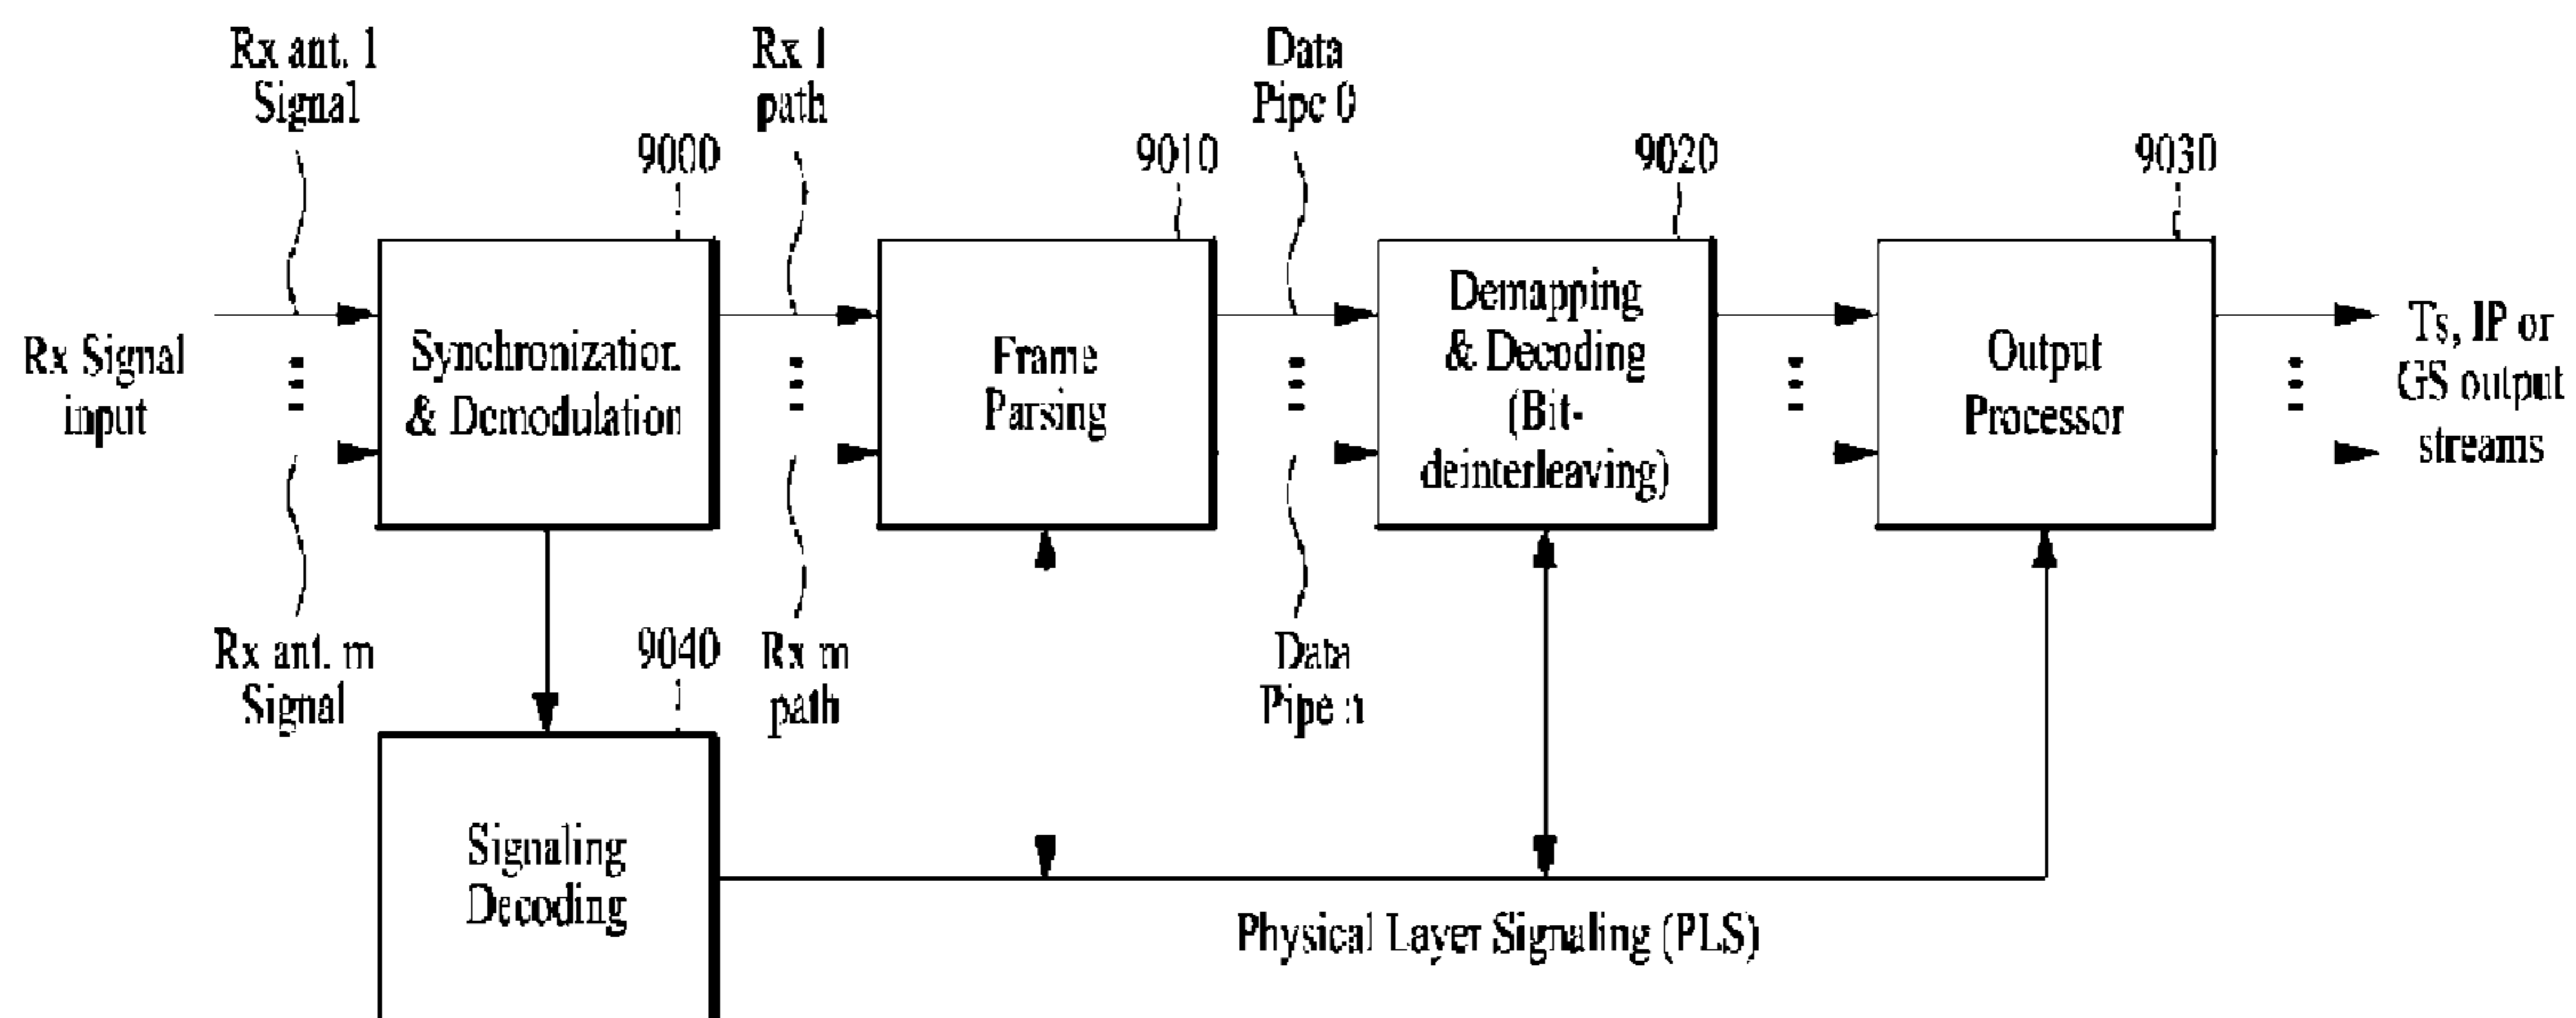 Rx ant. 1
Signal
Rx 1
path
Data
Pipe 0
9000
9010
9020
9030
Rx Signal
input
Synchronization
& Demodulation
Frame
Parsing
Demapping
& Decoding
(Bit-
deinterleaving)
Output
Processor
Ts, IP or
GS output
streams
Rx ant. m
Signal
9040
Rx m
path
Data
Pipe n
Signaling
Decoding
Physical Layer Signaling (PLS)